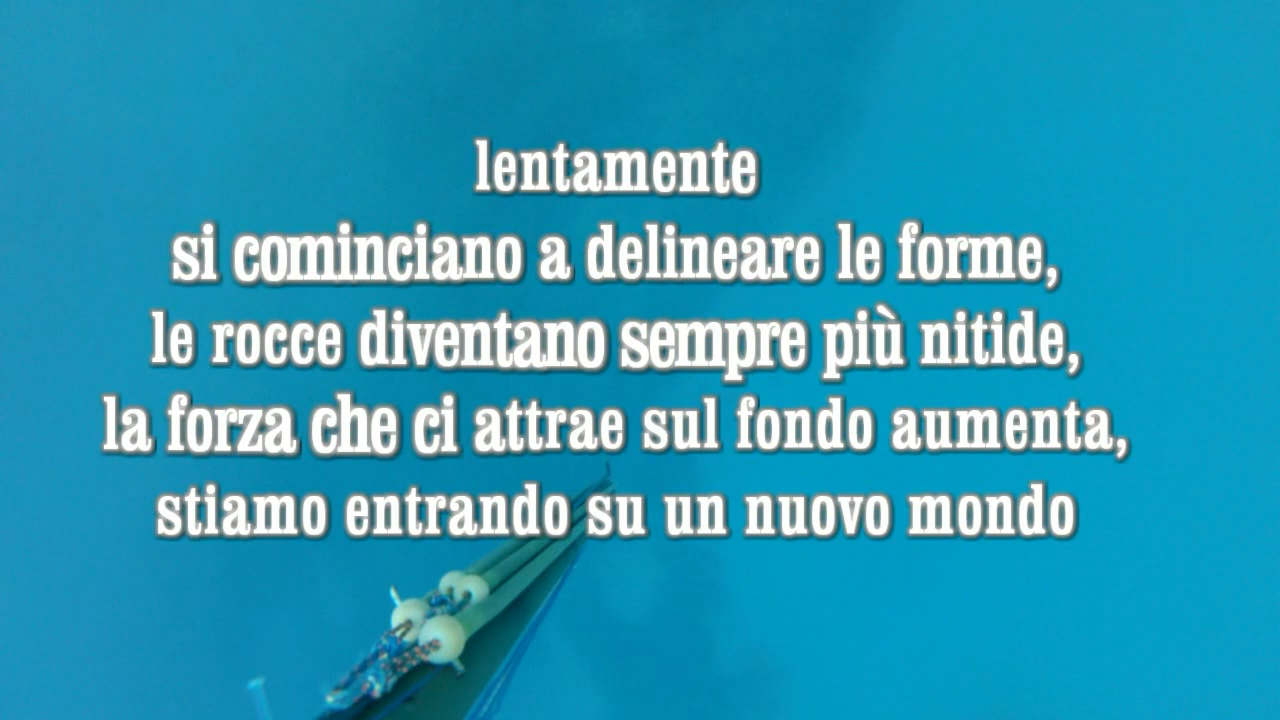 lentamente
si cominciano a delineare le forme,
le rocce diventano sempre più nitide,
la forza che ci attrae sul fondo aumenta,
stiamo entrando su un nuovo mondo